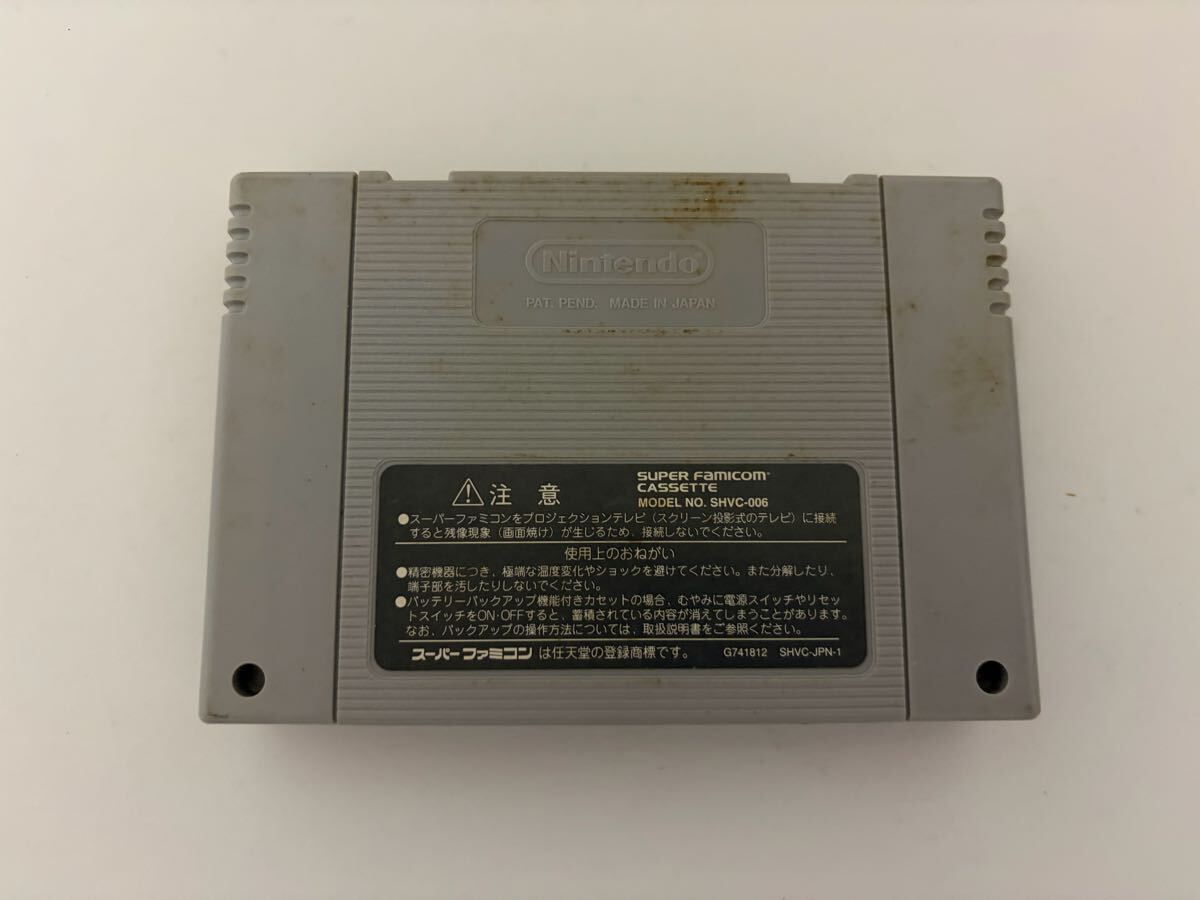 Nintendo
PAT. PEND. MADE IN JAPAN
注 意
SUPER FAMICOM
CASSETTE
MODEL NO. SHVC-006
●スーパーファミコンをプロジェクションテレビ（スクリーン投影式のテレビ）に接続
すると残像現象（画面焼け）が生じるため、接続しないでください。
使用上のおねがい
●精密機器につき、極端な温度変化やショックを避けてください。また分解したり、
端子部を汚したりしないでください。
●バッテリーバックアップ機能付きカセットの場合、むやみに電源スイッチやリセッ
トスイッチをON・OFFすると、蓄積されている内容が消えてしまうことがあります。
なお、バックアップの操作方法については、取扱説明書をご参照ください。
スーパーファミコン は任天堂の登録商標です。 G741812 SHVC-JPN-1